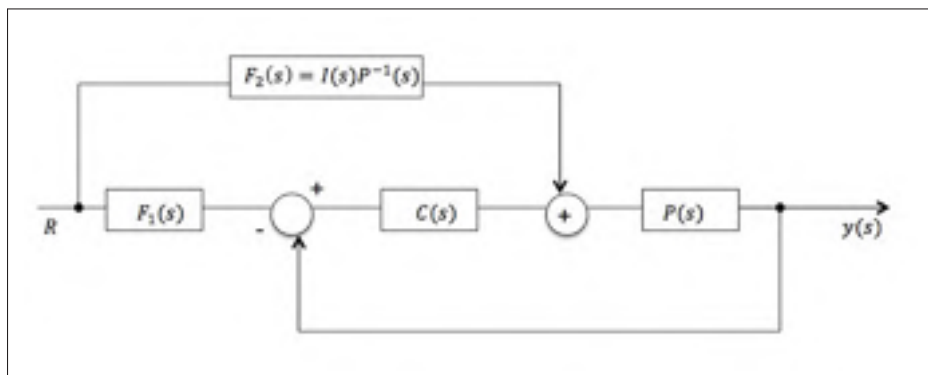 F₂(s) = I(s)P⁻¹(s)
+
F₁(s)
C(s)
+
P(s)
R
-
y(s)